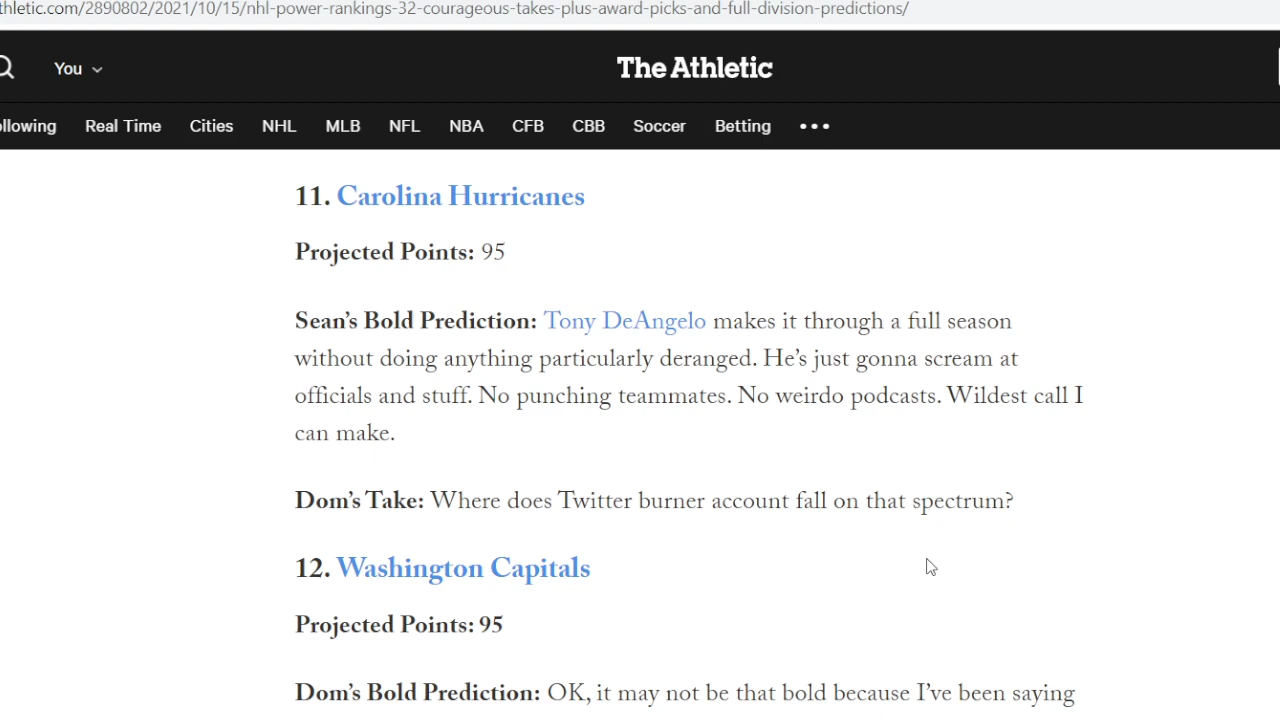 thletic.com/2890802/2021/10/15/nhl-power-rankings-32-courageous-takes-plus-award-picks-and-full-division-predictions/
You
The Athletic
ollowing Real Time Cities NHL MLB NFL NBA CFB CBB Soccer Betting •••
11. Carolina Hurricanes
Projected Points: 95
Sean’s Bold Prediction: Tony DeAngelo makes it through a full season
without doing anything particularly deranged. He’s just gonna scream at
officials and stuff. No punching teammates. No weirdo podcasts. Wildest call I
can make.
Dom’s Take: Where does Twitter burner account fall on that spectrum?
12. Washington Capitals
Projected Points: 95
Dom’s Bold Prediction: OK, it may not be that bold because I’ve been saying